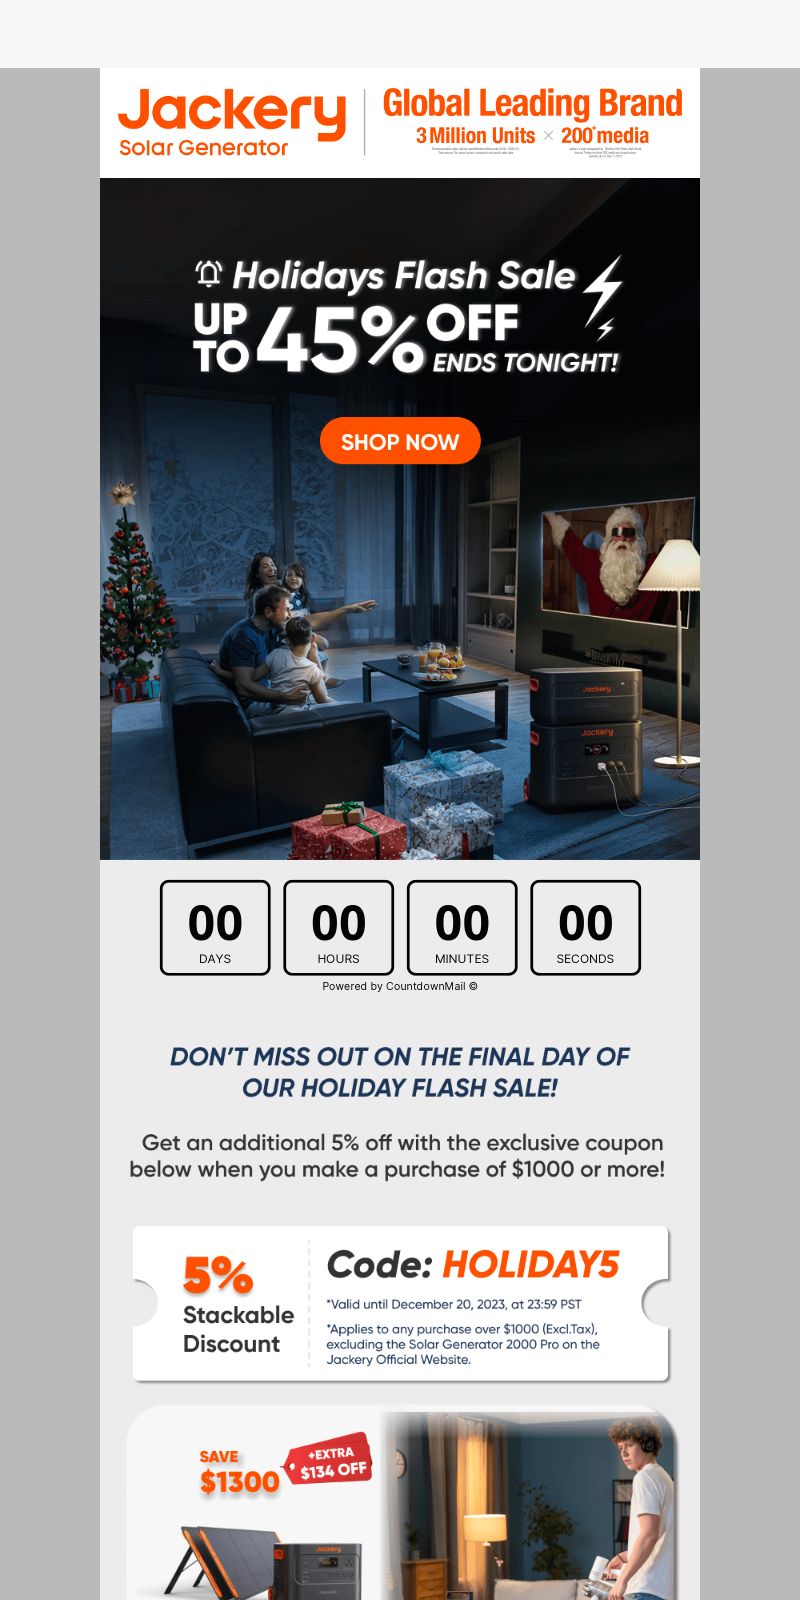 Jackery
Solar Generator
Global Leading Brand
3 Million Units × 200+media
Holidays Flash Sale
UP TO 45% OFF
ENDS TONIGHT!
SHOP NOW
Jackery
Jackery
00 00 00 00
DAYS HOURS MINUTES SECONDS
Powered by CountdownMail ©
DON'T MISS OUT ON THE FINAL DAY OF
OUR HOLIDAY FLASH SALE!
Get an additional 5% off with the exclusive coupon
below when you make a purchase of $1000 or more!
5%
Stackable
Discount
Code: HOLIDAY5
*Valid until December 20, 2023, at 23:59 PST
*Applies to any purchase over $1000 (Excl.Tax),
excluding the Solar Generator 2000 Pro on the
Jackery Official Website.
SAVE
$1300
+EXTRA
$134 OFF
Jackery